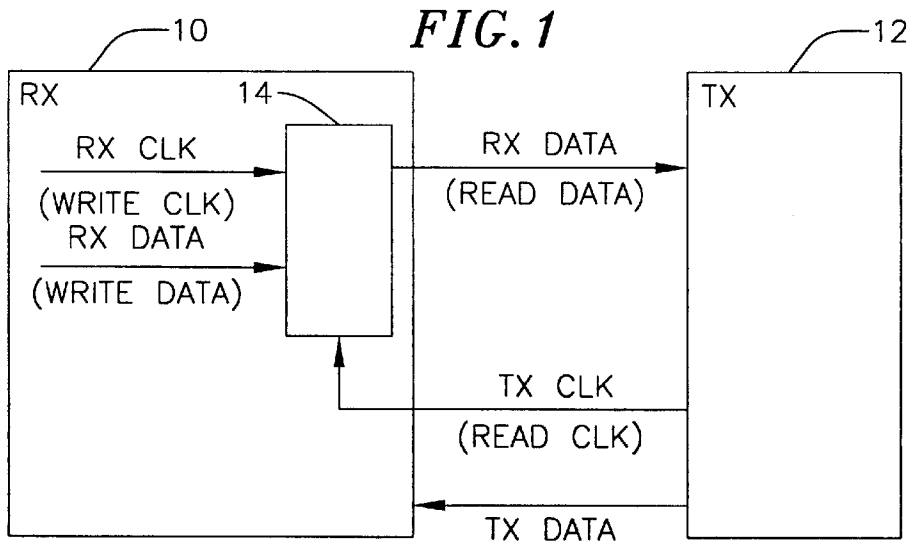 FIG. 1
10
12
RX
14
TX
RX CLK
(WRITE CLK)
RX DATA
(WRITE DATA)
RX DATA
(READ DATA)
TX CLK
(READ CLK)
TX DATA